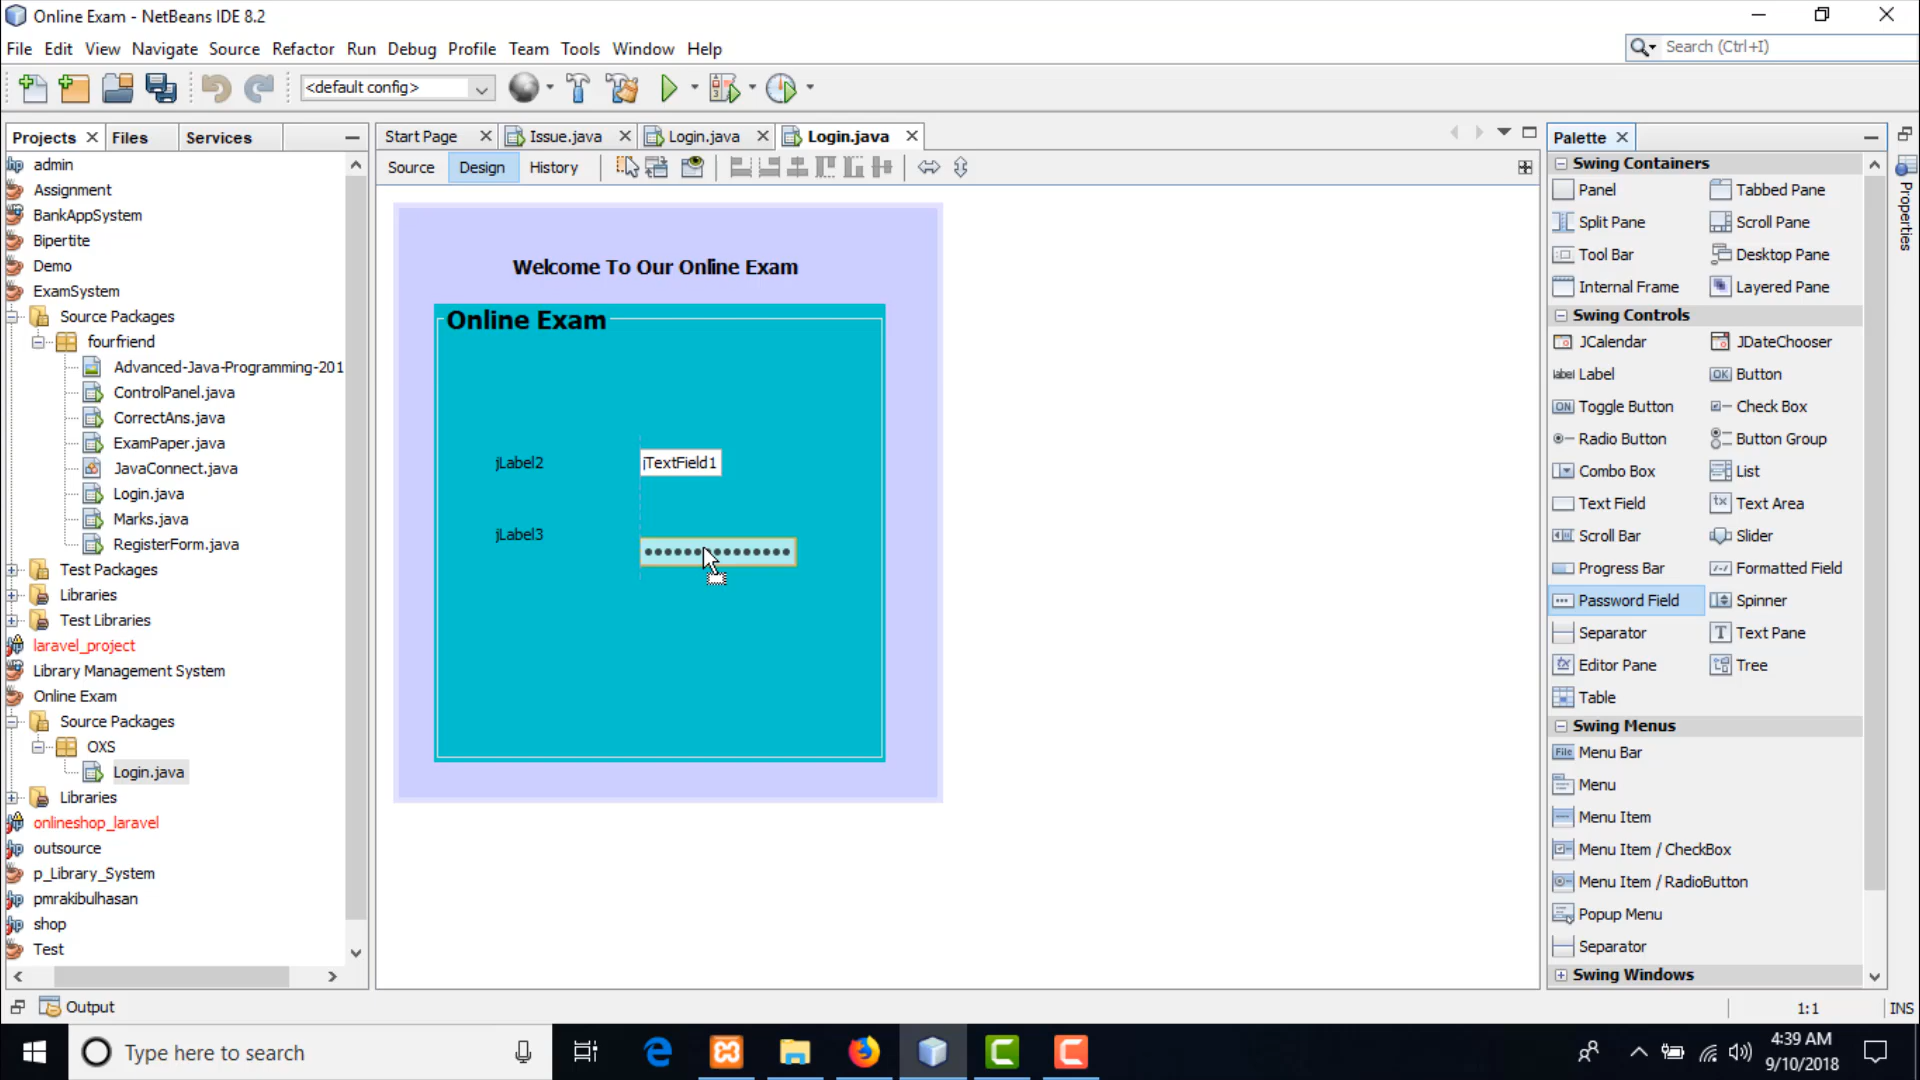 Online Exam - NetBeans IDE 8.2
File Edit View Navigate Source Refactor Run Debug Profile Team Tools Window Help
Search (Ctrl+I)
<default config>
Projects Files Services
Start Page Issue.java Login.java Login.java
Palette
Source Design History
admin
Assignment
BankAppSystem
Bipertite
Demo
ExamSystem
Source Packages
fourfriend
Advanced-Java-Programming-201
ControlPanel.java
CorrectAns.java
ExamPaper.java
JavaConnect.java
Login.java
Marks.java
RegisterForm.java
Test Packages
Libraries
Test Libraries
laravel_project
Library Management System
Online Exam
Source Packages
OXS
Login.java
Libraries
onlineshop_laravel
outsource
p_Library_System
pmrakibulhasan
shop
Test
Welcome To Our Online Exam
Online Exam
jLabel2 jTextField1
jLabel3
Swing Containers
Panel Tabbed Pane
Split Pane Scroll Pane
Tool Bar Desktop Pane
Internal Frame Layered Pane
Swing Controls
JCalendar JDateChooser
label Label OK Button
ON Toggle Button Check Box
Radio Button Button Group
Combo Box List
Text Field Text Area
Scroll Bar Slider
Progress Bar Formatted Field
Password Field Spinner
Separator Text Pane
Editor Pane Tree
Table
Swing Menus
File Menu Bar
Menu
Menu Item
Menu Item / CheckBox
Menu Item / RadioButton
Popup Menu
Separator
Swing Windows
Properties
Output
1:1 INS
Type here to search
4:39 AM
9/10/2018